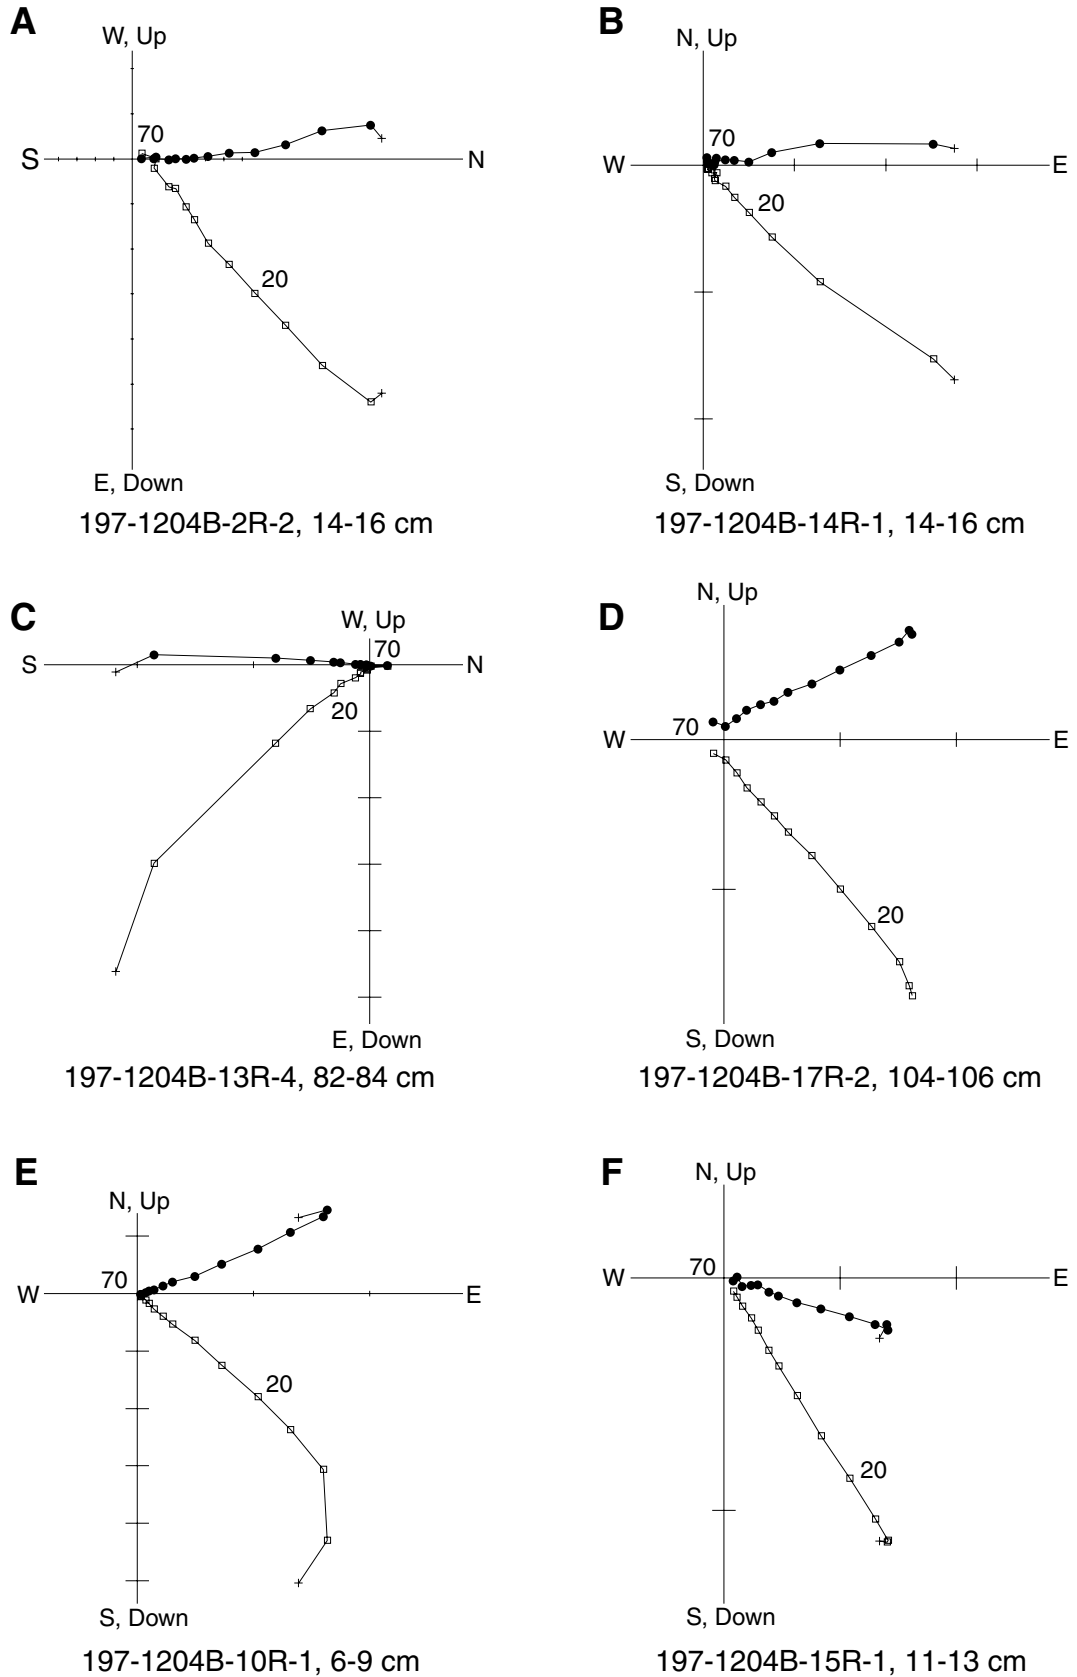 A
W, Up
70
S
N
20
E, Down
197-1204B-2R-2, 14-16 cm
B
N, Up
70
W
E
20
S, Down
197-1204B-14R-1, 14-16 cm
C
W, Up
70
S
N
20
E, Down
197-1204B-13R-4, 82-84 cm
D
N, Up
70
W
E
20
S, Down
197-1204B-17R-2, 104-106 cm
E
N, Up
70
W
E
20
S, Down
197-1204B-10R-1, 6-9 cm
F
N, Up
70
W
E
20
S, Down
197-1204B-15R-1, 11-13 cm